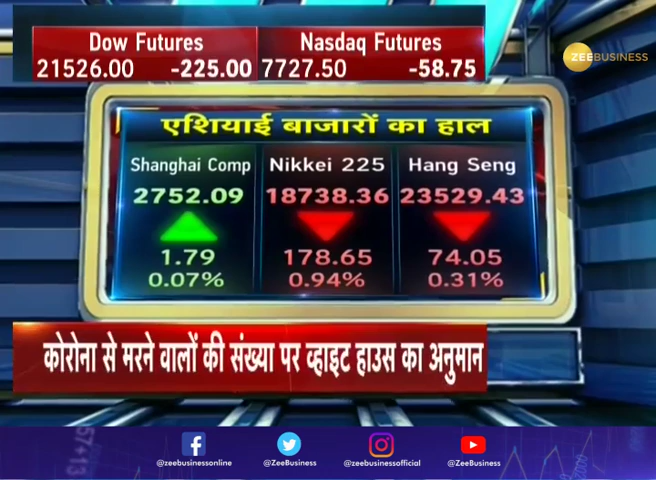 Dow Futures
Nasdaq Futures
21526.00 -225.00
7727.50 -58.75
ZEEBUSINESS
एशियाई बाजारों का हाल
Shanghai Comp
Nikkei 225
Hang Seng
2752.09
18738.36
23529.43
1.79
178.65
74.05
0.07%
0.94%
0.31%
कोरोना से मरने वालों की संख्या पर व्हाइट हाउस का अनुमान
@zeebusinessonline
@ZeeBusiness
@zeebusinessofficial
@ZeeBusiness